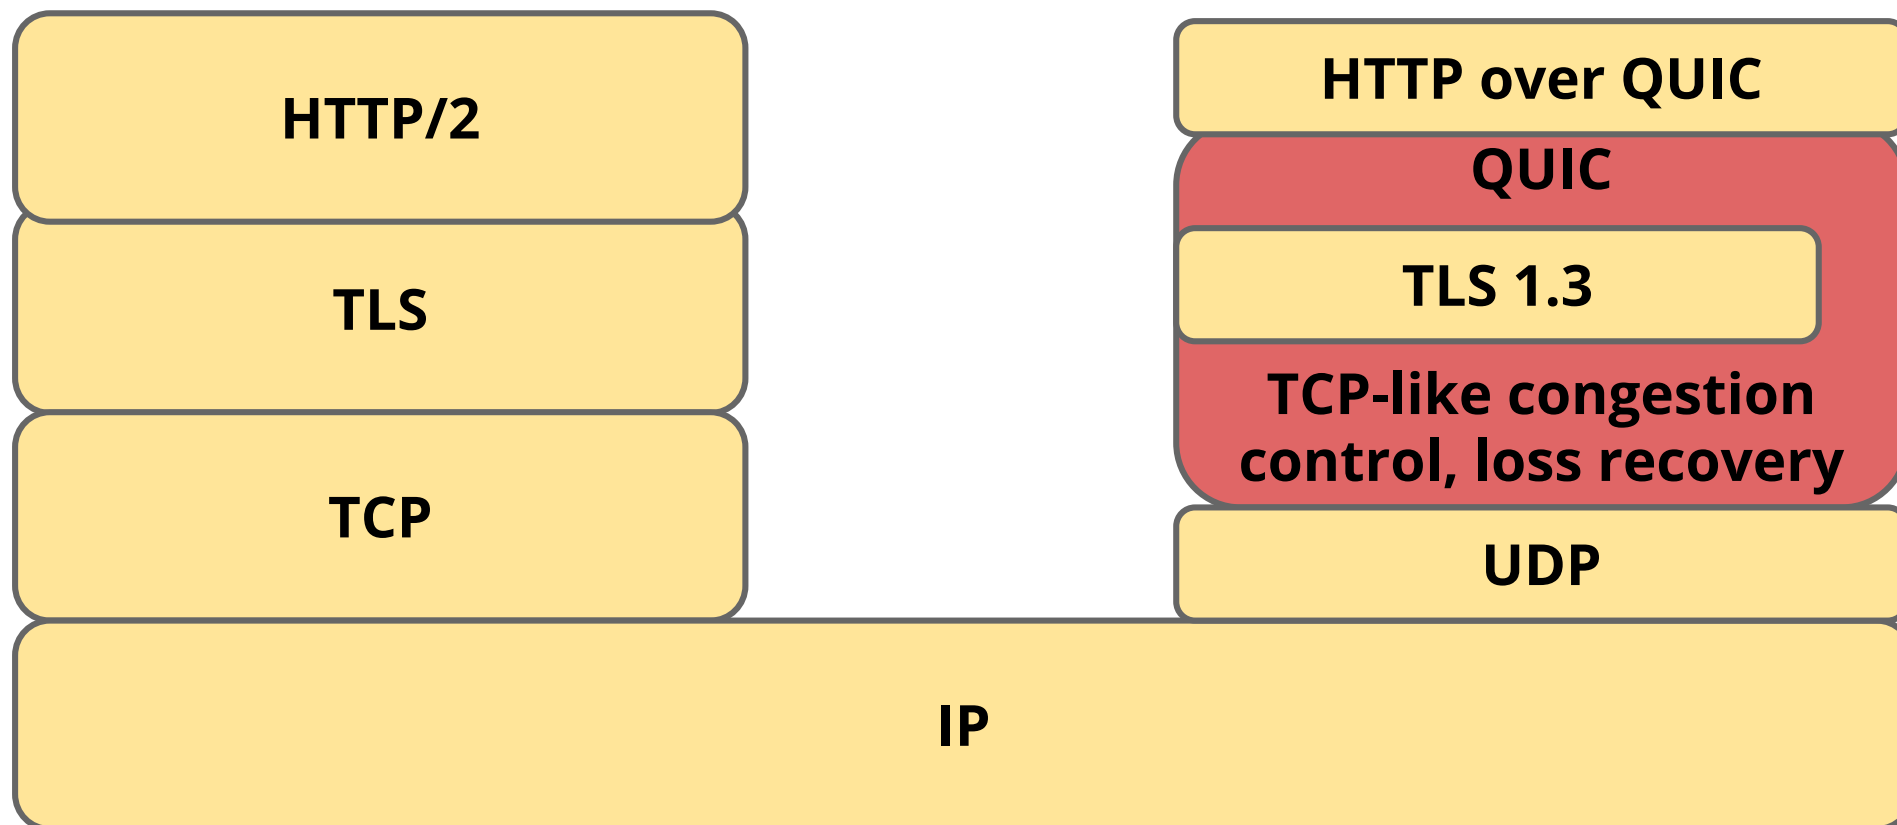 HTTP/2
TLS
TCP
HTTP over QUIC
QUIC
TLS 1.3
TCP-like congestion
control, loss recovery
UDP
IP